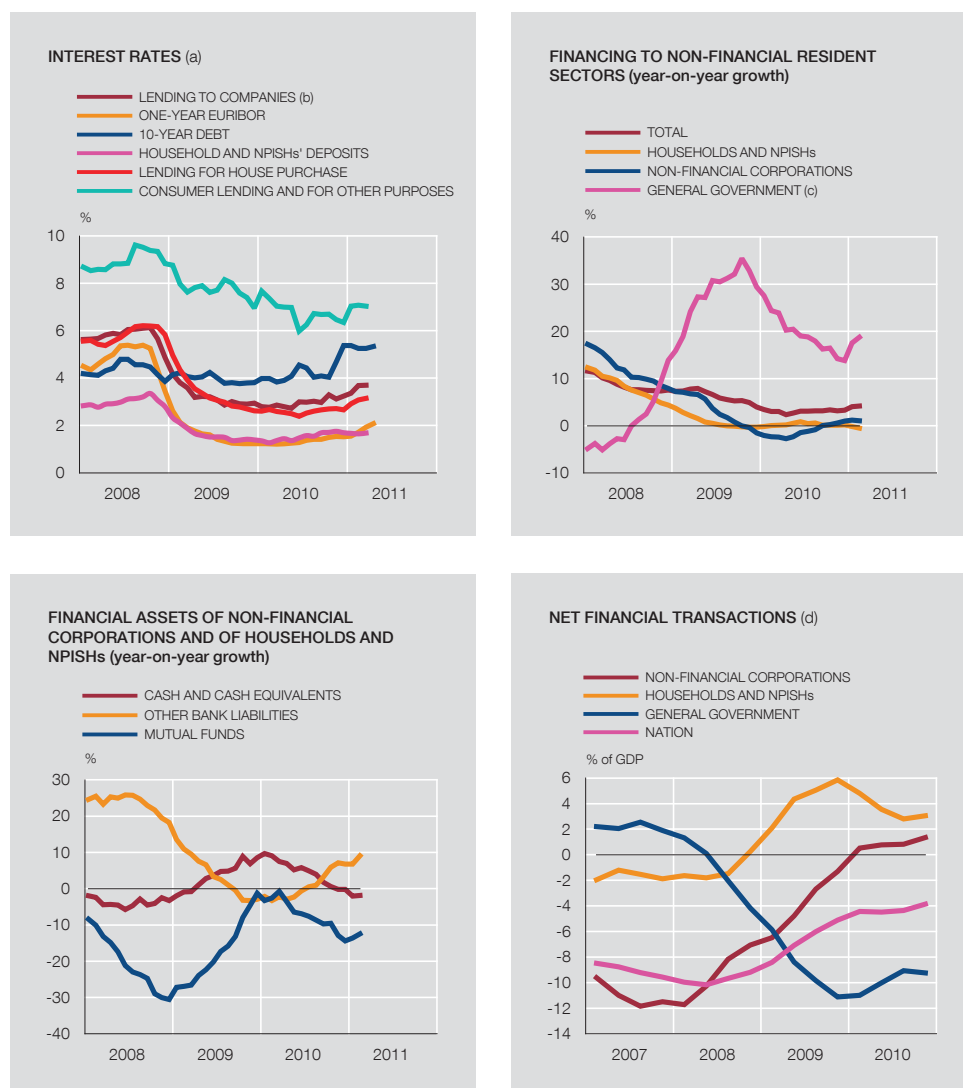 INTEREST RATES (a)
LENDING TO COMPANIES (b)
ONE-YEAR EURIBOR
10-YEAR DEBT
HOUSEHOLD AND NPISHs' DEPOSITS
LENDING FOR HOUSE PURCHASE
CONSUMER LENDING AND FOR OTHER PURPOSES
%
10
8
6
4
2
0
2008 2009 2010 2011
FINANCING TO NON-FINANCIAL RESIDENT
SECTORS (year-on-year growth)
TOTAL
HOUSEHOLDS AND NPISHs
NON-FINANCIAL CORPORATIONS
GENERAL GOVERNMENT (c)
%
40
30
20
10
0
-10
2008 2009 2010 2011
FINANCIAL ASSETS OF NON-FINANCIAL
CORPORATIONS AND OF HOUSEHOLDS AND
NPISHs (year-on-year growth)
CASH AND CASH EQUIVALENTS
OTHER BANK LIABILITIES
MUTUAL FUNDS
%
30
20
10
0
-10
-20
-30
-40
2008 2009 2010 2011
NET FINANCIAL TRANSACTIONS (d)
NON-FINANCIAL CORPORATIONS
HOUSEHOLDS AND NPISHs
GENERAL GOVERNMENT
NATION
% of GDP
6
4
2
0
-2
-4
-6
-8
-10
-12
-14
2007 2008 2009 2010